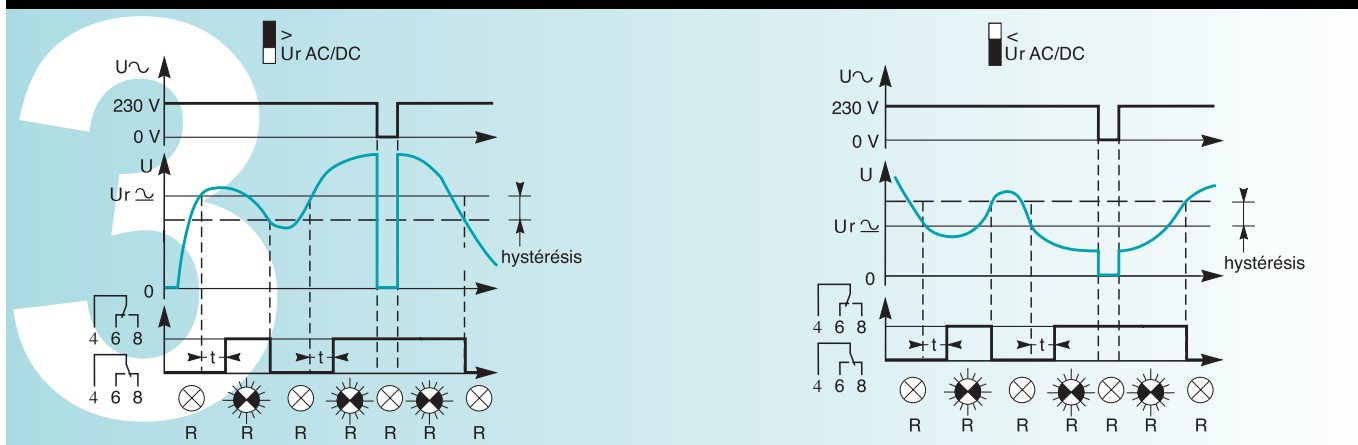 3
>
Ur AC/DC
U∿
230 V
0 V
U
Ur ≂
hystérésis
0
4 6 8
t
t
4 6 8
R R R R R R R
<
Ur AC/DC
U∿
230 V
0 V
U
Ur ≂
hystérésis
0
4 6 8
t
t
4 6 8
R R R R R R R